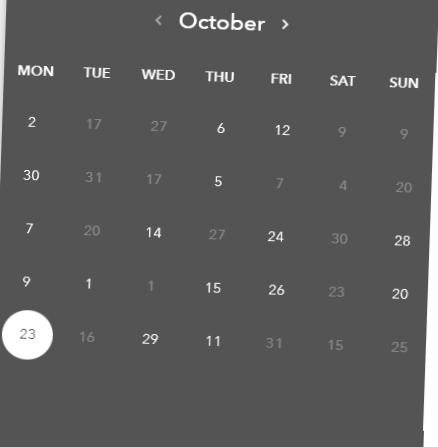 ‹ October ›
MON TUE WED THU FRI SAT SUN
2 17 27 6 12 9 9
30 31 17 5 7 4 20
7 20 14 27 24 30 28
9 1 1 15 26 23 20
23 16 29 11 31 15 25